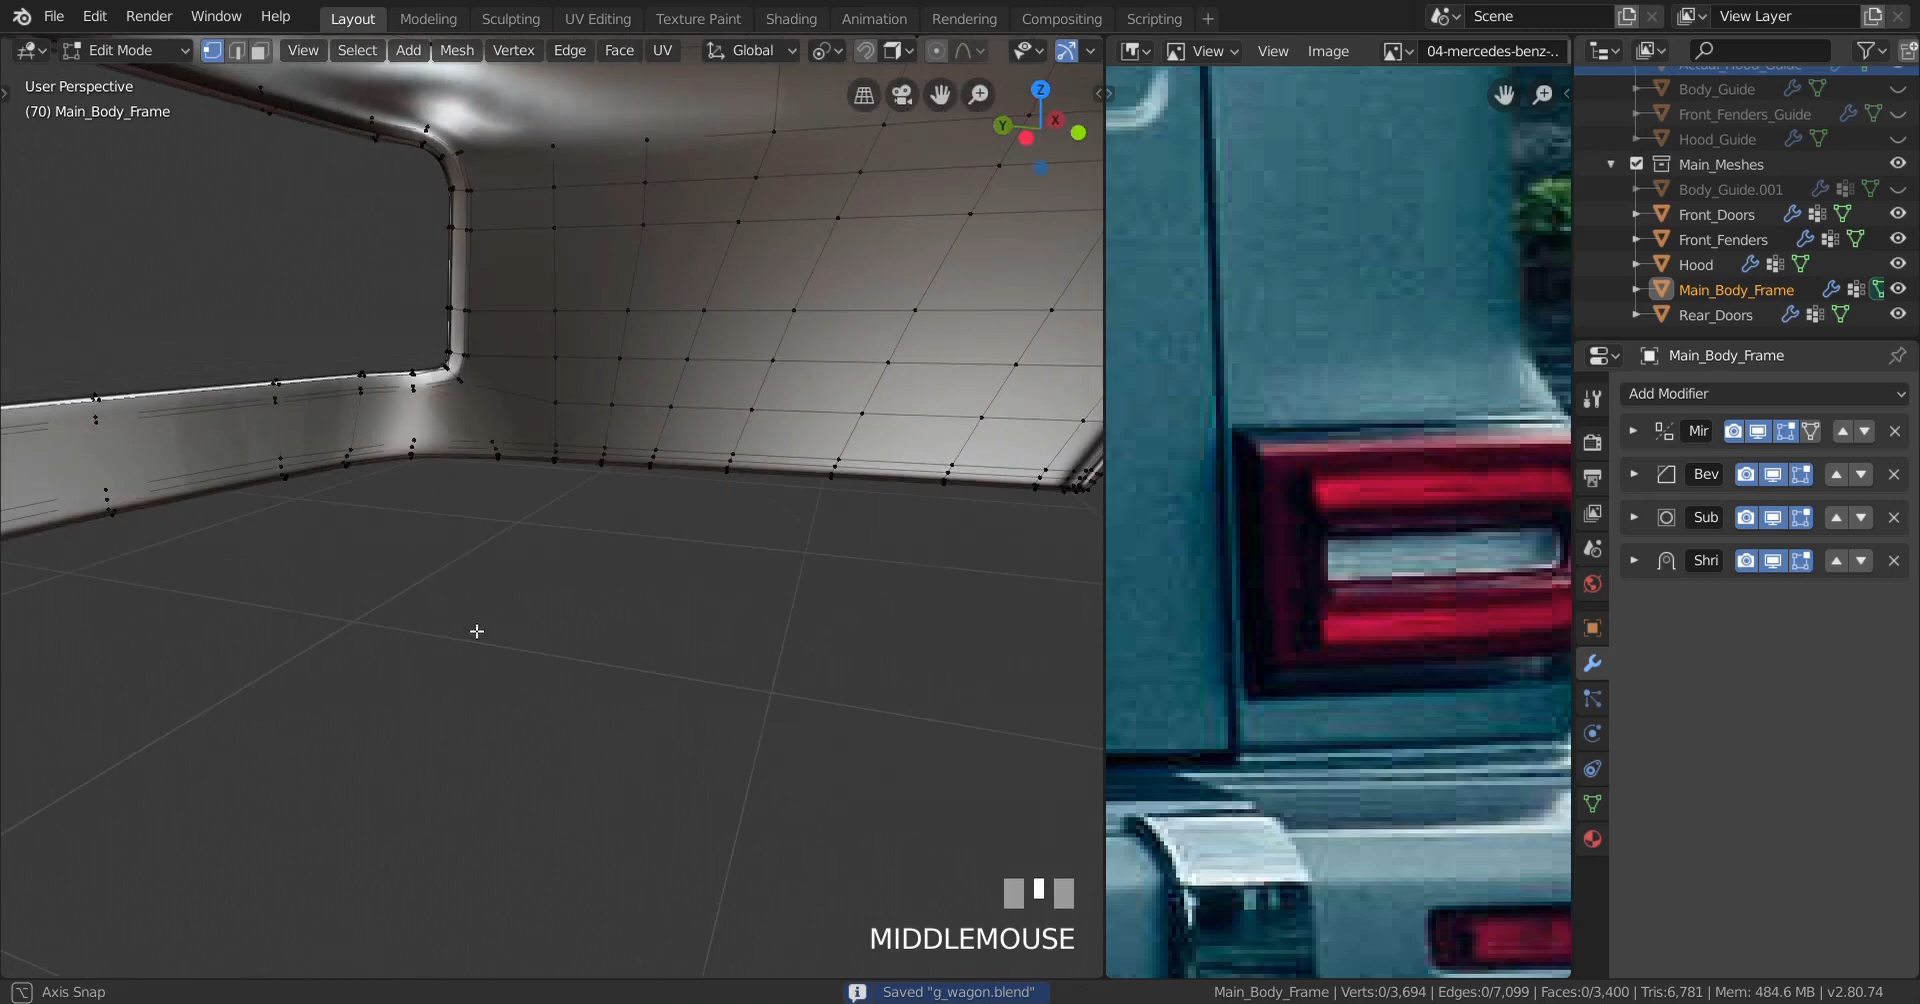 File Edit Render Window Help Layout Modeling Sculpting UV Editing Texture Paint Shading Animation Rendering Compositing Scripting + Scene View Layer
Edit Mode View Select Add Mesh Vertex Edge Face UV Global View View Image 04-mercedes-benz-..
User Perspective
(70) Main_Body_Frame
Z
Y
X
Actual_Hood_Guide
Body_Guide
Front_Fenders_Guide
Hood_Guide
Main_Meshes
Body_Guide.001
Front_Doors
Front_Fenders
Hood
Main_Body_Frame
Rear_Doors
Main_Body_Frame
Add Modifier
Mir
Bev
Sub
Shri
MIDDLEMOUSE
Axis Snap
Saved "g_wagon.blend"
Main_Body_Frame | Verts:0/3,694 | Edges:0/7,099 | Faces:0/3,400 | Tris:6,781 | Mem: 484.6 MB | v2.80.74